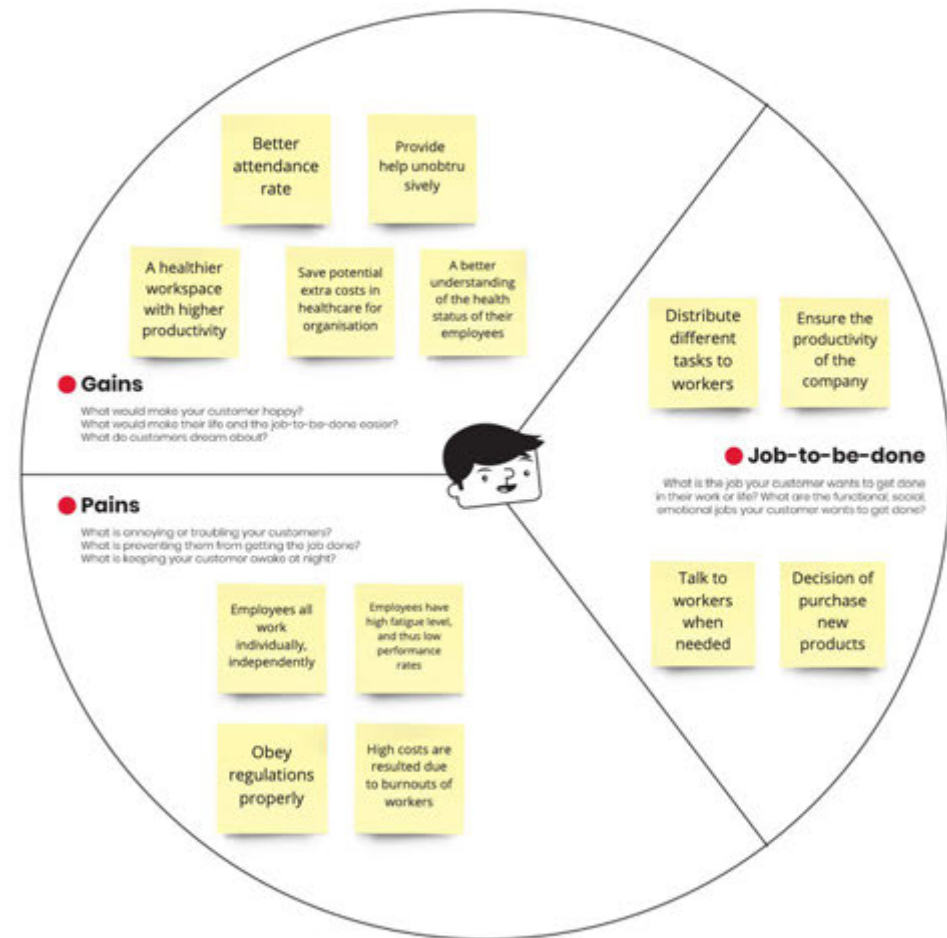 Better
attendance
rate
Provide
help unobtru
sively
A healthier
workspace
with higher
productivity
Save potential
extra costs in
healthcare for
organisation
A better
understanding
of the health
status of their
employees
Gains
What would make your customer happy?
What would make their life and the job-to-be-done easier?
What do customers dream about?
Pains
What is annoying or troubling your customers?
What is preventing them from getting the job done?
What is keeping your customer awake at night?
Employees all
work
individually,
independently
Employees have
high fatigue level,
and thus low
performance
rates
Obey
regulations
properly
High costs are
resulted due
to burnouts of
workers
Distribute
different
tasks to
workers
Ensure the
productivity
of the
company
Job-to-be-done
What is the job your customer wants to get done
in their work or life? What are the functional, social,
emotional jobs your customer wants to get done?
Talk to
workers
when
needed
Decision of
purchase
new
products